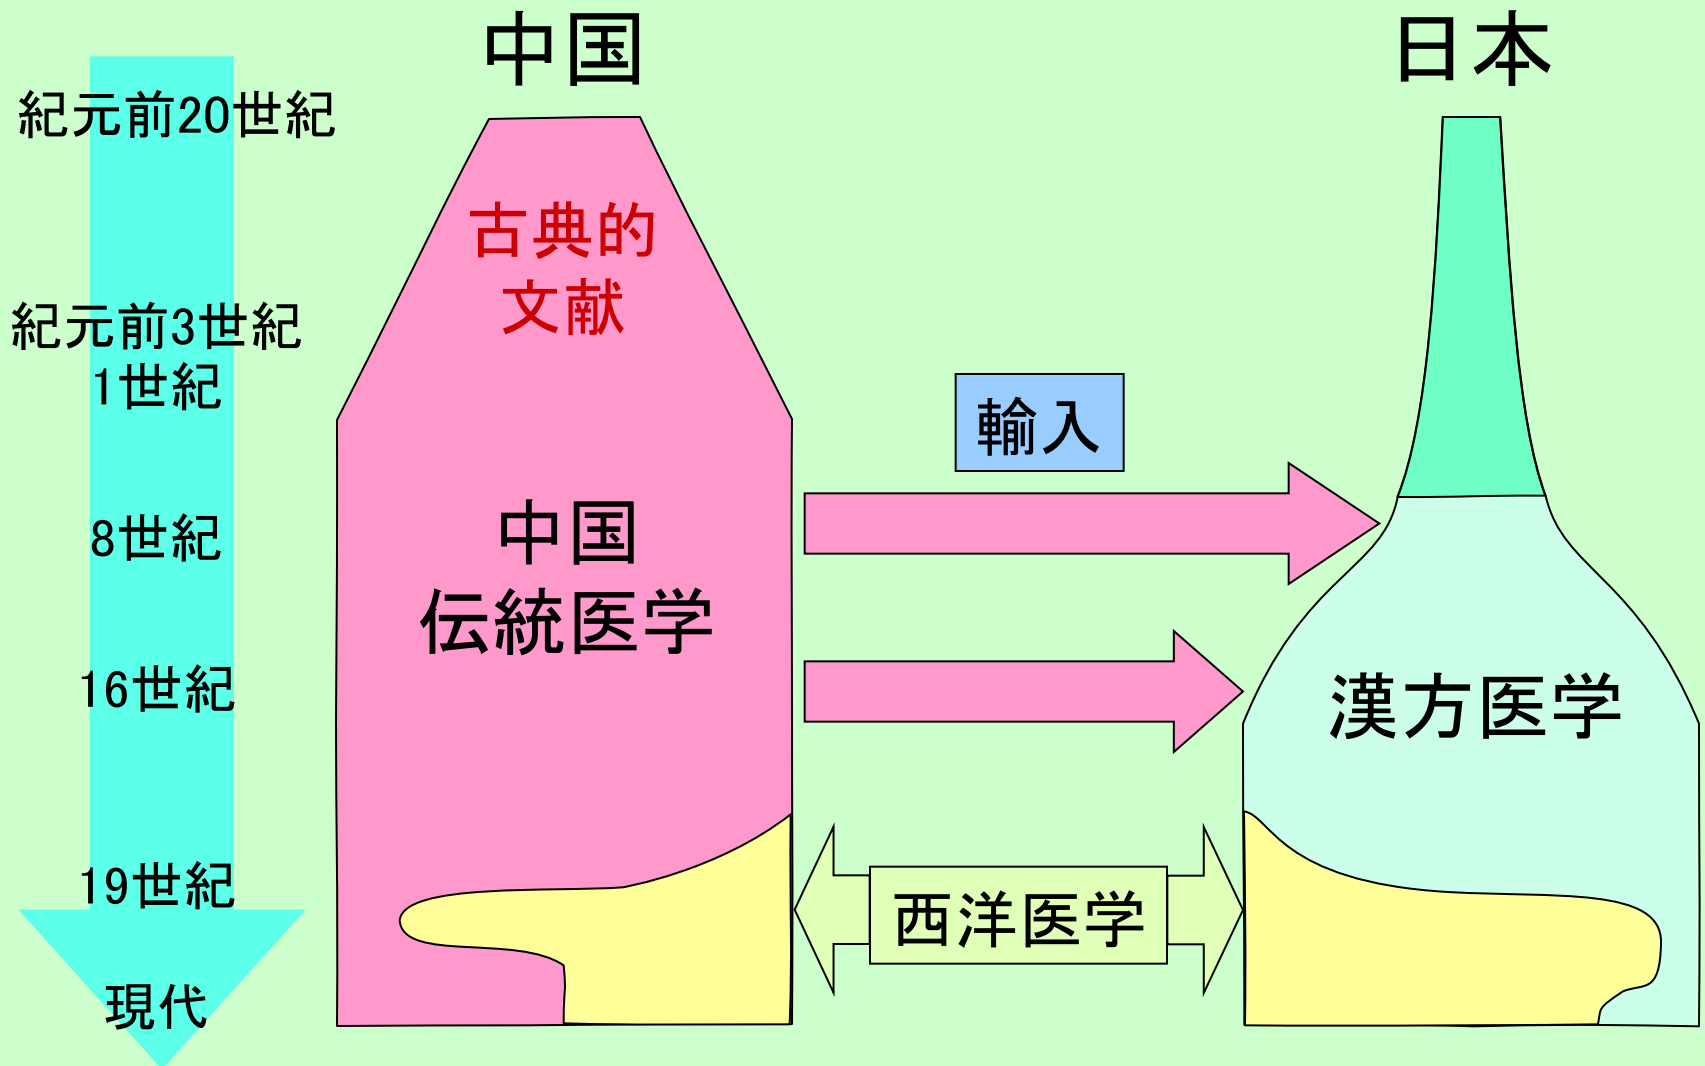 中国
日本
紀元前20世紀
古典的
文献
紀元前3世紀
1世紀
輸入
8世紀
中国
伝統医学
16世紀
漢方医学
19世紀
西洋医学
現代